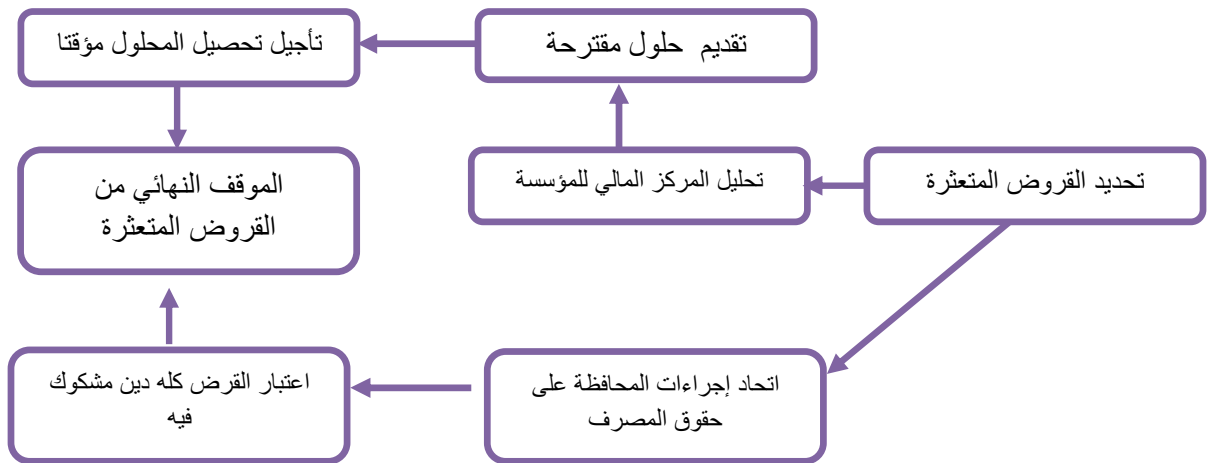 تأجيل تحصيل المحلول مؤقتا
تقديم حلول مقترحة
الموقف النهائي من
القروض المتعثرة
تحليل المركز المالي للمؤسسة
تحديد القروض المتعثرة
اعتبار القرض كله دين مشكوك
فيه
اتحاد إجراءات المحافظة على
حقوق المصرف